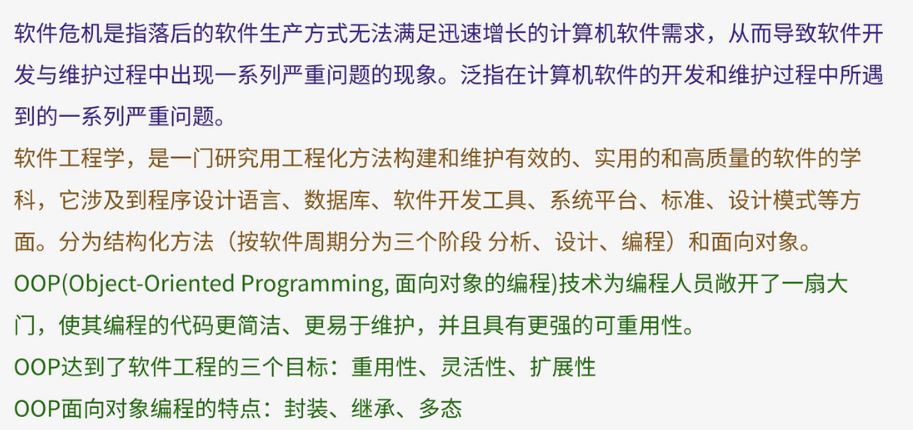 软件危机是指落后的软件生产方式无法满足迅速增长的计算机软件需求，从而导致软件开
发与维护过程中出现一系列严重问题的现象。泛指在计算机软件的开发和维护过程中所遇
到的一系列严重问题。
软件工程学，是一门研究用工程化方法构建和维护有效的、实用的和高质量的软件的学
科，它涉及到程序设计语言、数据库、软件开发工具、系统平台、标准、设计模式等方
面。分为结构化方法（按软件周期分为三个阶段 分析、设计、编程）和面向对象。
OOP(Object-Oriented Programming, 面向对象的编程)技术为编程人员敞开了一扇大
门，使其编程的代码更简洁、更易于维护，并且具有更强的可重用性。
OOP达到了软件工程的三个目标：重用性、灵活性、扩展性
OOP面向对象编程的特点：封装、继承、多态